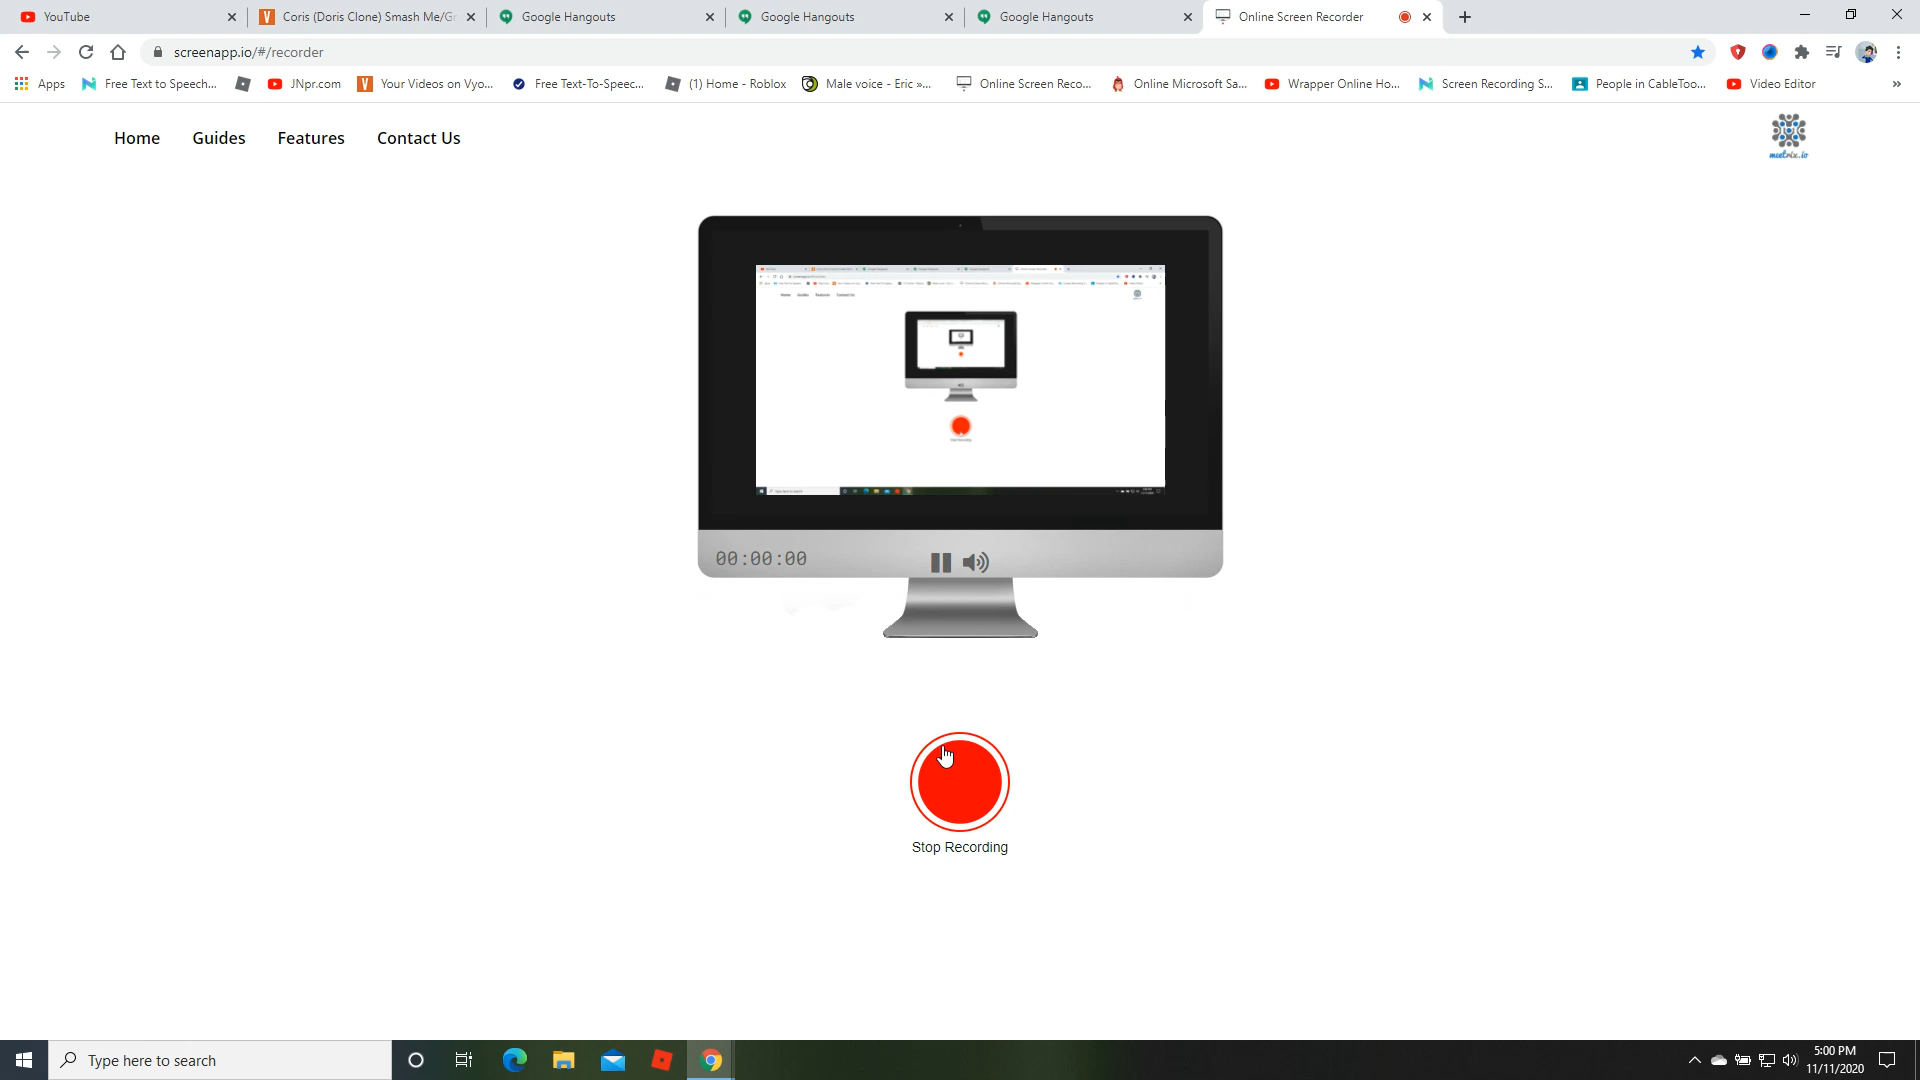 YouTube
Coris (Doris Clone) Smash Me/Gr
Google Hangouts
Google Hangouts
Google Hangouts
Online Screen Recorder
screenapp.io/#/recorder
Apps
Free Text to Speech...
JNpr.com
Your Videos on Vyo...
Free Text-To-Speec...
(1) Home - Roblox
Male voice - Eric »...
Online Screen Reco...
Online Microsoft Sa...
Wrapper Online Ho...
Screen Recording S...
People in CableToo...
Video Editor
»
Home
Guides
Features
Contact Us
meetrix.io
00:00:00
Stop Recording
Type here to search
5:00 PM
11/11/2020